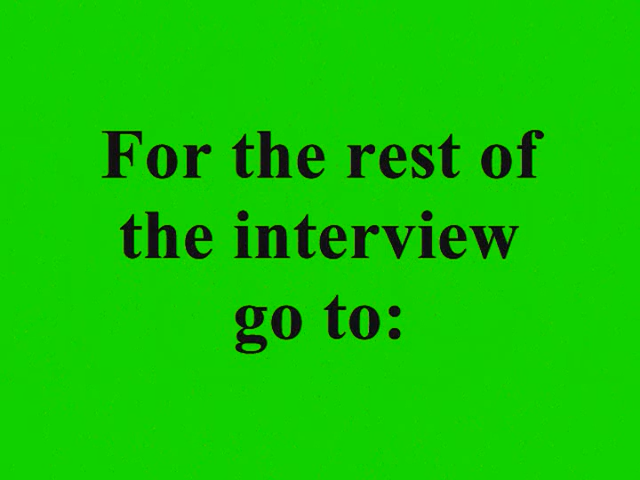 For the rest of
the interview
go to: